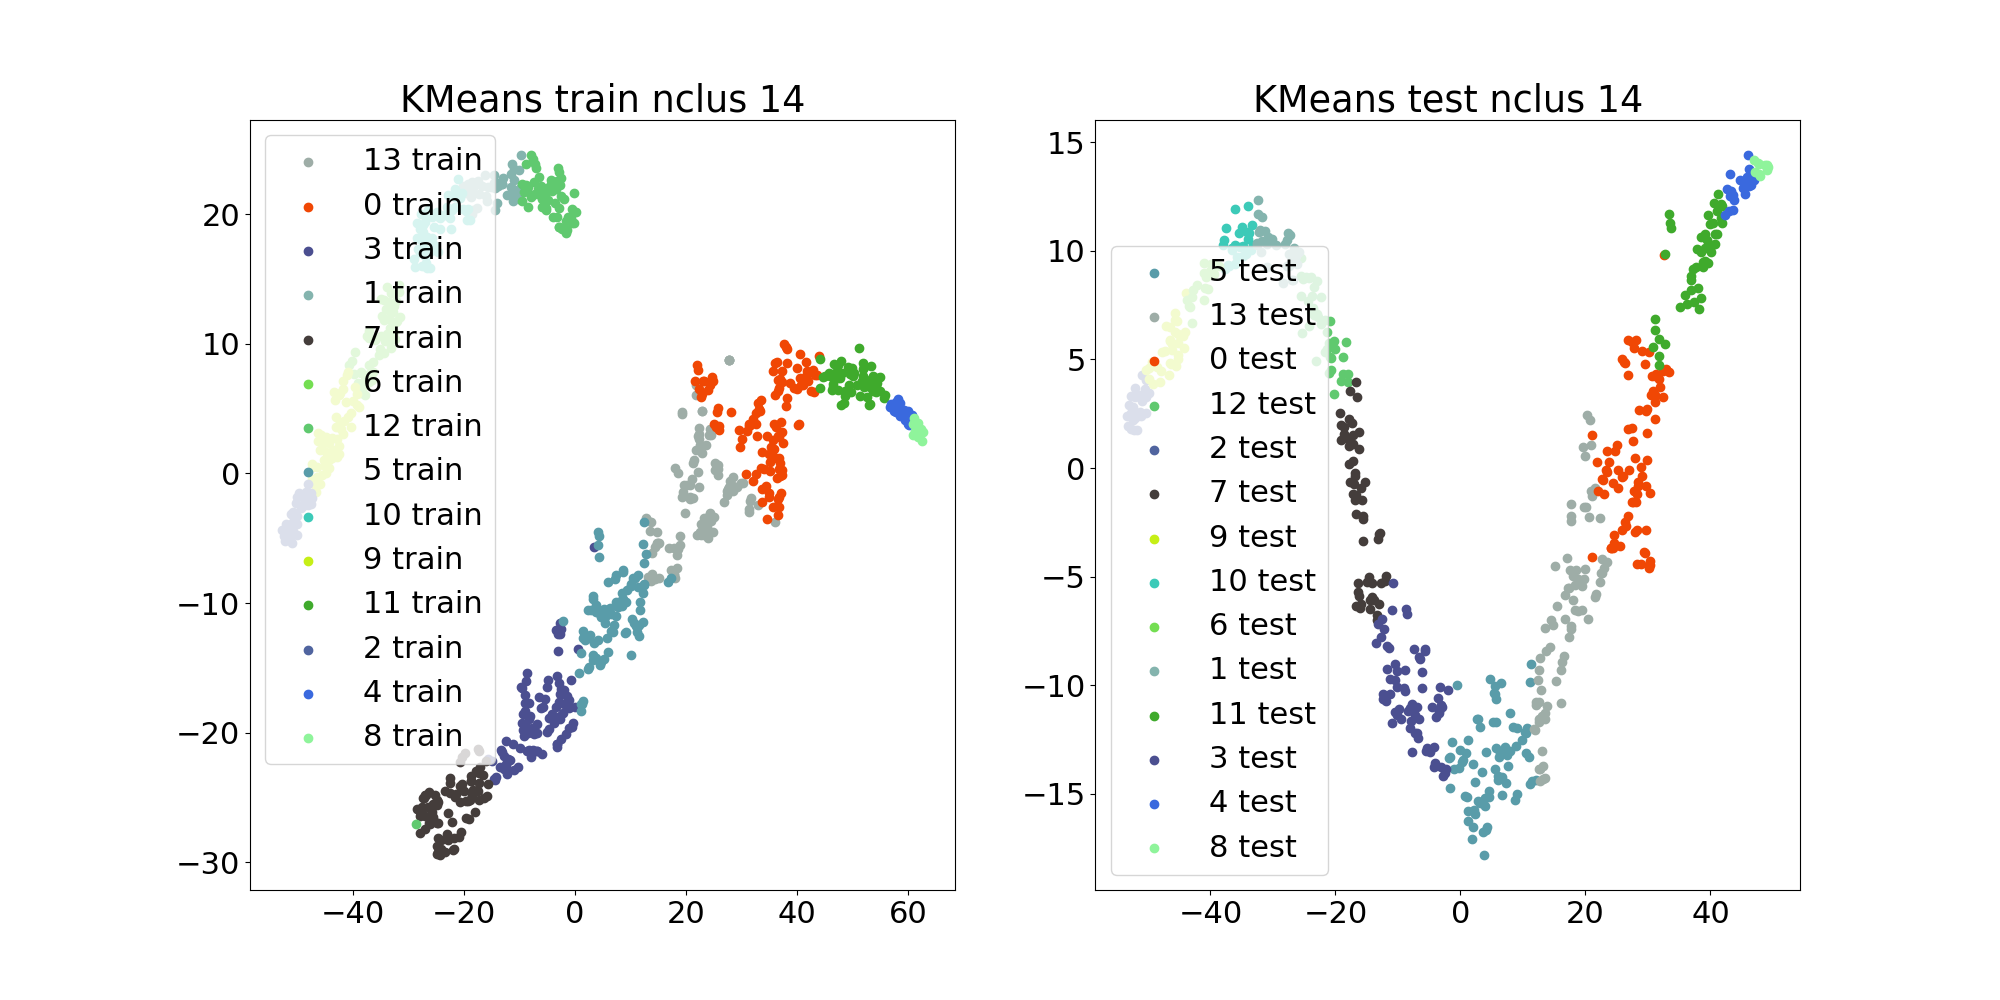 KMeans train nclus 14
20
10
0
−10
−20
−30
−40
−20
0
20
40
60
13 train
0 train
3 train
1 train
7 train
6 train
12 train
5 train
10 train
9 train
11 train
2 train
4 train
8 train
KMeans test nclus 14
15
10
5
0
−5
−10
−15
−40
−20
0
20
40
5 test
13 test
0 test
12 test
2 test
7 test
9 test
10 test
6 test
1 test
11 test
3 test
4 test
8 test